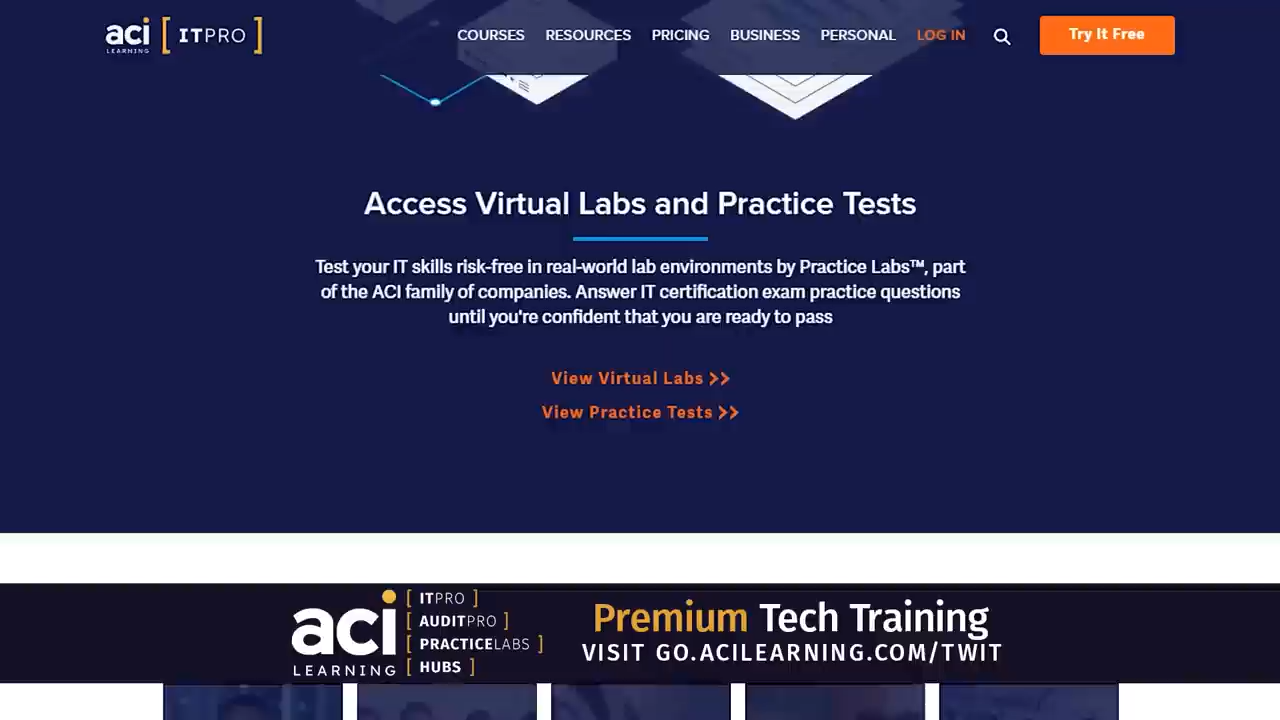 aci LEARNING [ ITPRO ]
COURSES RESOURCES PRICING BUSINESS PERSONAL LOG IN Try It Free
Access Virtual Labs and Practice Tests
Test your IT skills risk-free in real-world lab environments by Practice Labs™, part
of the ACI family of companies. Answer IT certification exam practice questions
until you're confident that you are ready to pass
View Virtual Labs >>
View Practice Tests >>
aci LEARNING
[ ITPRO ]
[ AUDITPRO ]
[ PRACTICELABS ]
[ HUBS ]
Premium Tech Training
VISIT GO.ACILEARNING.COM/TWIT